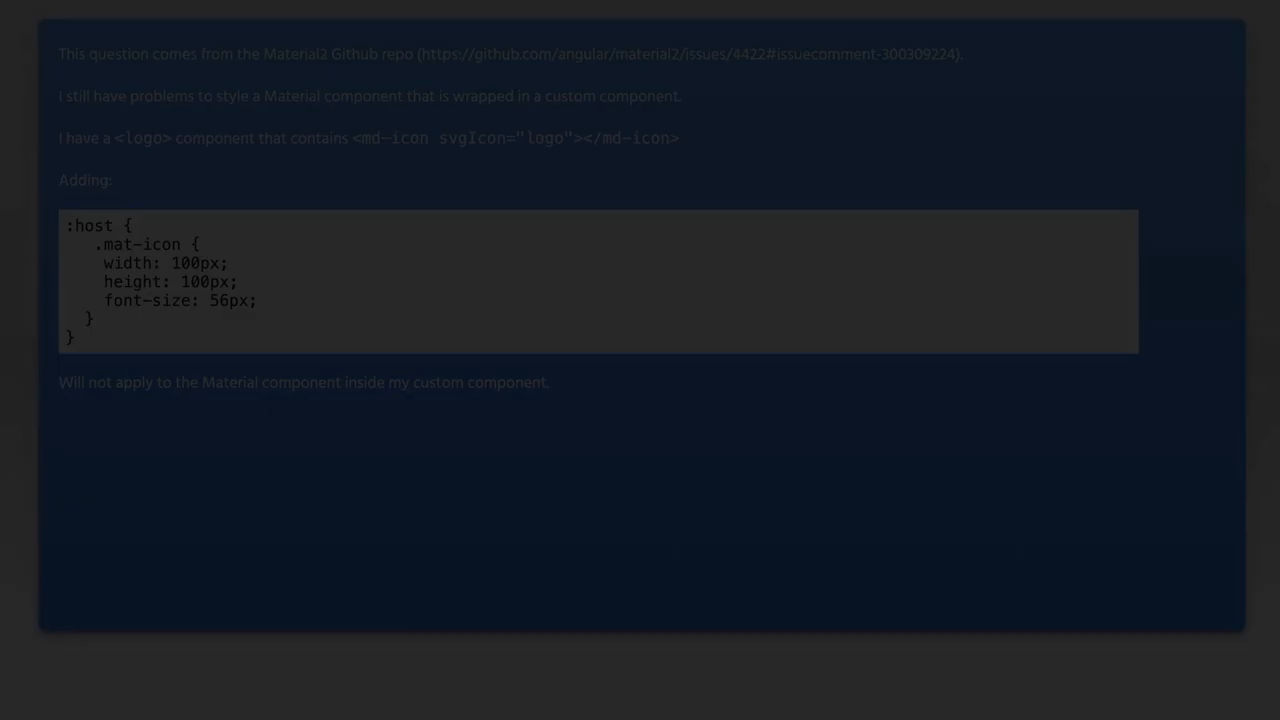 This question comes from the Material2 Github repo (https://github.com/angular/material2/issues/4422#issuecomment-300309224).
I still have problems to style a Material component that is wrapped in a custom component.
I have a <logo> component that contains <md-icon svgIcon="logo"></md-icon>
Adding:
:host {
   .mat-icon {
    width: 100px;
    height: 100px;
    font-size: 56px;
  }
}
Will not apply to the Material component inside my custom component.